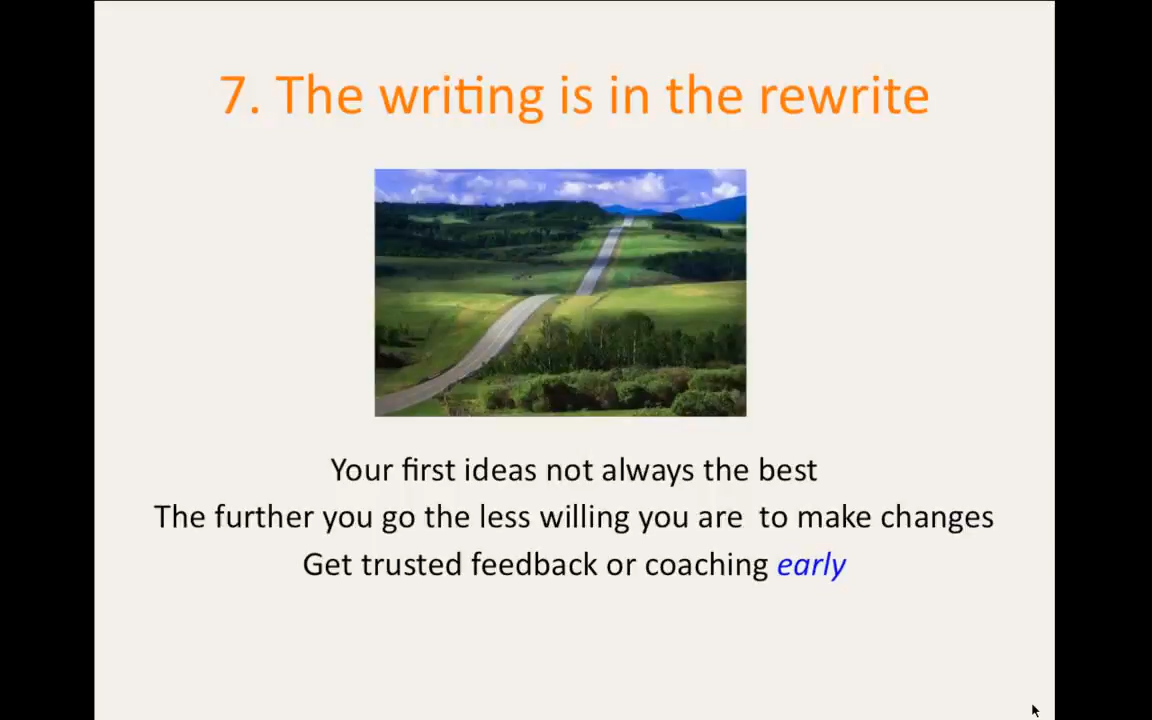 7. The writing is in the rewrite
Your first ideas not always the best
The further you go the less willing you are  to make changes
Get trusted feedback or coaching early